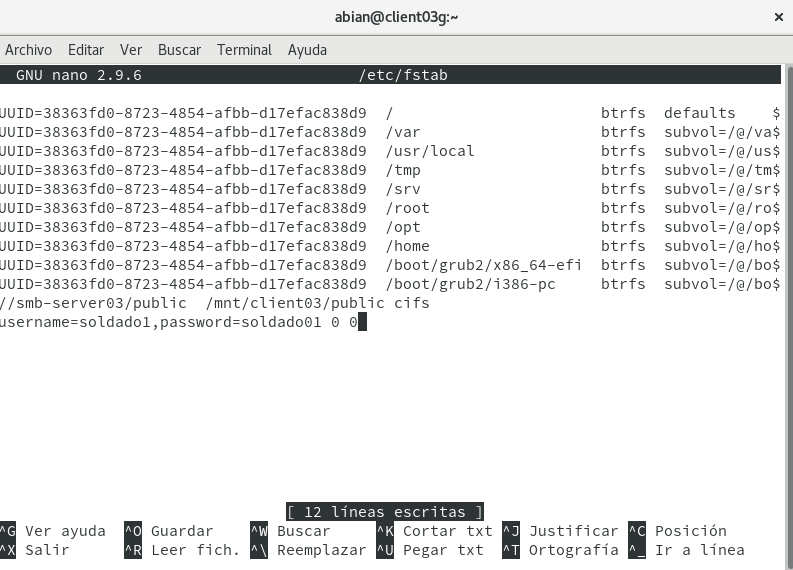 abian@client03g:~
Archivo Editar Ver Buscar Terminal Ayuda
GNU nano 2.9.6 /etc/fstab
UUID=38363fd0-8723-4854-afbb-d17efac838d9 / btrfs defaults $
UUID=38363fd0-8723-4854-afbb-d17efac838d9 /var btrfs subvol=/@/va$
UUID=38363fd0-8723-4854-afbb-d17efac838d9 /usr/local btrfs subvol=/@/us$
UUID=38363fd0-8723-4854-afbb-d17efac838d9 /tmp btrfs subvol=/@/tm$
UUID=38363fd0-8723-4854-afbb-d17efac838d9 /srv btrfs subvol=/@/sr$
UUID=38363fd0-8723-4854-afbb-d17efac838d9 /root btrfs subvol=/@/ro$
UUID=38363fd0-8723-4854-afbb-d17efac838d9 /opt btrfs subvol=/@/op$
UUID=38363fd0-8723-4854-afbb-d17efac838d9 /home btrfs subvol=/@/ho$
UUID=38363fd0-8723-4854-afbb-d17efac838d9 /boot/grub2/x86_64-efi btrfs subvol=/@/bo$
UUID=38363fd0-8723-4854-afbb-d17efac838d9 /boot/grub2/i386-pc btrfs subvol=/@/bo$
//smb-server03/public /mnt/client03/public cifs
username=soldado1,password=soldado01 0 0
[ 12 líneas escritas ]
^G Ver ayuda ^O Guardar ^W Buscar ^K Cortar txt ^J Justificar ^C Posición
^X Salir ^R Leer fich. ^\ Reemplazar ^U Pegar txt ^T Ortografía ^_ Ir a línea